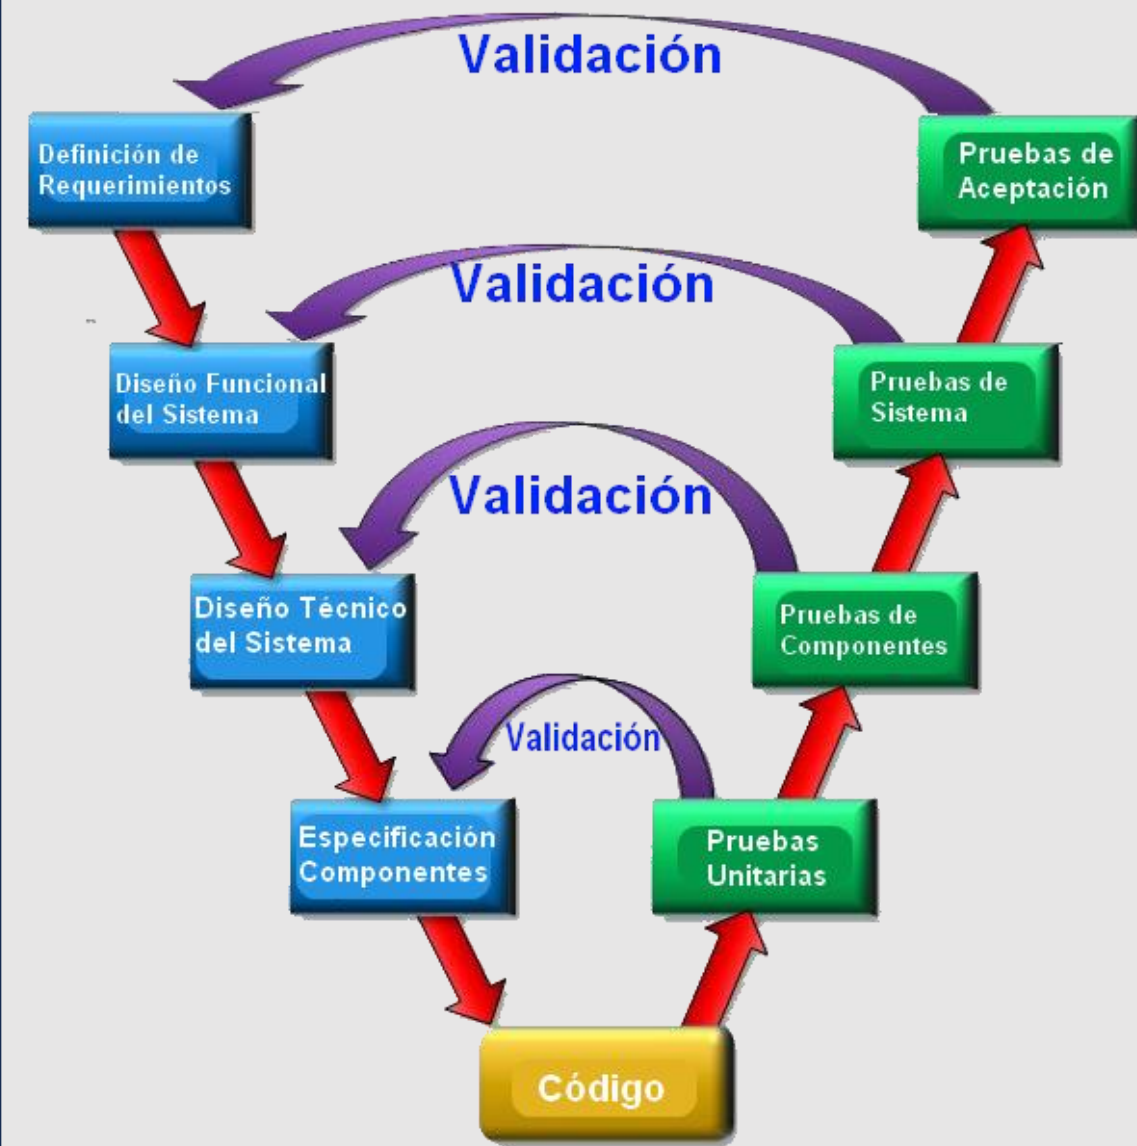 Validación
Definición de
Requerimientos
Pruebas de
Aceptación
Validación
Diseño Funcional
del Sistema
Pruebas de
Sistema
Validación
Diseño Técnico
del Sistema
Pruebas de
Componentes
Validación
Especificación
Componentes
Pruebas
Unitarias
Código